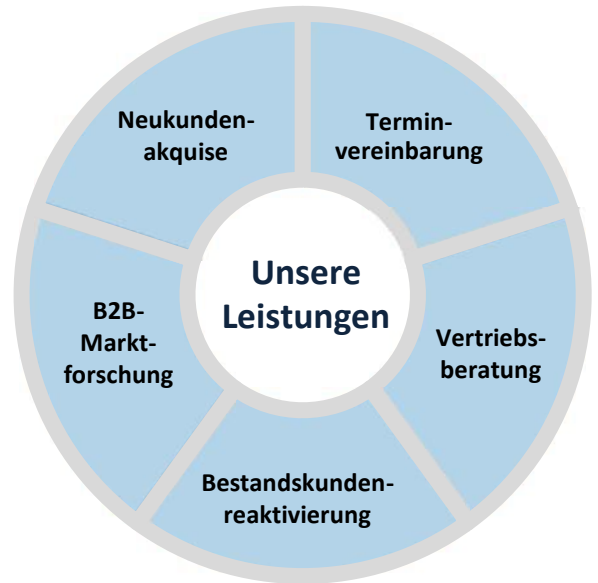 Neukunden-
akquise
Termin-
vereinbarung
Unsere
Leistungen
B2B-
Markt-
forschung
Vertriebs-
beratung
Bestandskunden-
reaktivierung